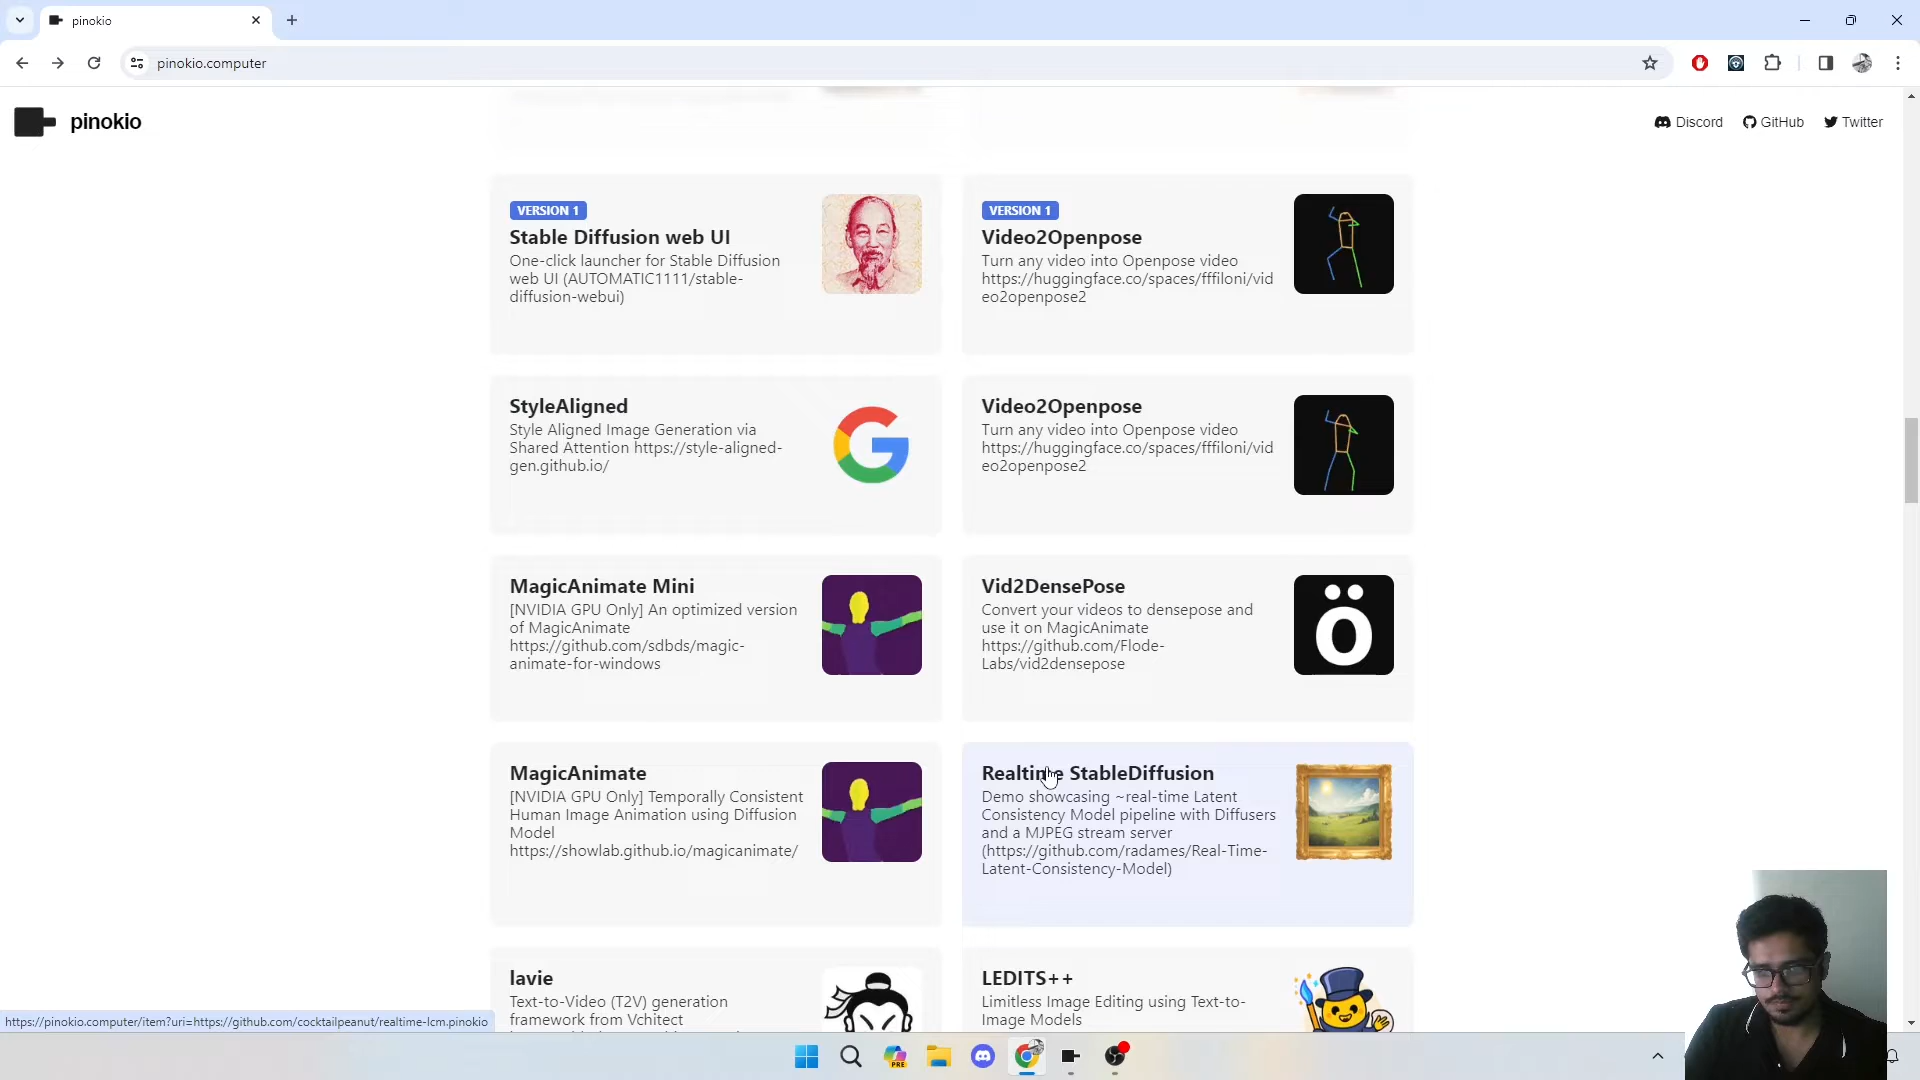 pinokio
pinokio.computer
pinokio
Discord
GitHub
Twitter
VERSION 1
Stable Diffusion web UI
One-click launcher for Stable Diffusion
web UI (AUTOMATIC1111/stable-
diffusion-webui)
VERSION 1
Video2Openpose
Turn any video into Openpose video
https://huggingface.co/spaces/fffiloni/vid
eo2openpose2
StyleAligned
Style Aligned Image Generation via
Shared Attention https://style-aligned-
gen.github.io/
Video2Openpose
Turn any video into Openpose video
https://huggingface.co/spaces/fffiloni/vid
eo2openpose2
MagicAnimate Mini
[NVIDIA GPU Only] An optimized version
of MagicAnimate
https://github.com/sdbds/magic-
animate-for-windows
Vid2DensePose
Convert your videos to densepose and
use it on MagicAnimate
https://github.com/Flode-
Labs/vid2densepose
ö
MagicAnimate
[NVIDIA GPU Only] Temporally Consistent
Human Image Animation using Diffusion
Model
https://showlab.github.io/magicanimate/
Realtime StableDiffusion
Demo showcasing ~real-time Latent
Consistency Model pipeline with Diffusers
and a MJPEG stream server
(https://github.com/radames/Real-Time-
Latent-Consistency-Model)
lavie
Text-to-Video (T2V) generation
framework from Vchitect
LEDITS++
Limitless Image Editing using Text-to-
Image Models
https://pinokio.computer/item?uri=https://github.com/cocktailpeanut/realtime-lcm.pinokio
PRE